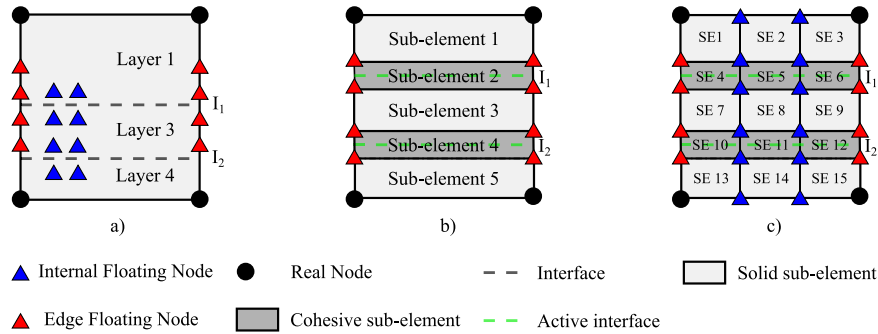 Layer 1
I1
Layer 3
I2
Layer 4
a)
Sub-element 1
Sub-element 2
I1
Sub-element 3
Sub-element 4
I2
Sub-element 5
b)
SE1 SE 2 SE 3
SE 4 SE 5 SE 6 I1
SE 7 SE 8 SE 9
SE 10 SE 11 SE 12 I2
SE 13 SE 14 SE 15
c)
Internal Floating Node Real Node Interface Solid sub-element
Edge Floating Node Cohesive sub-element Active interface